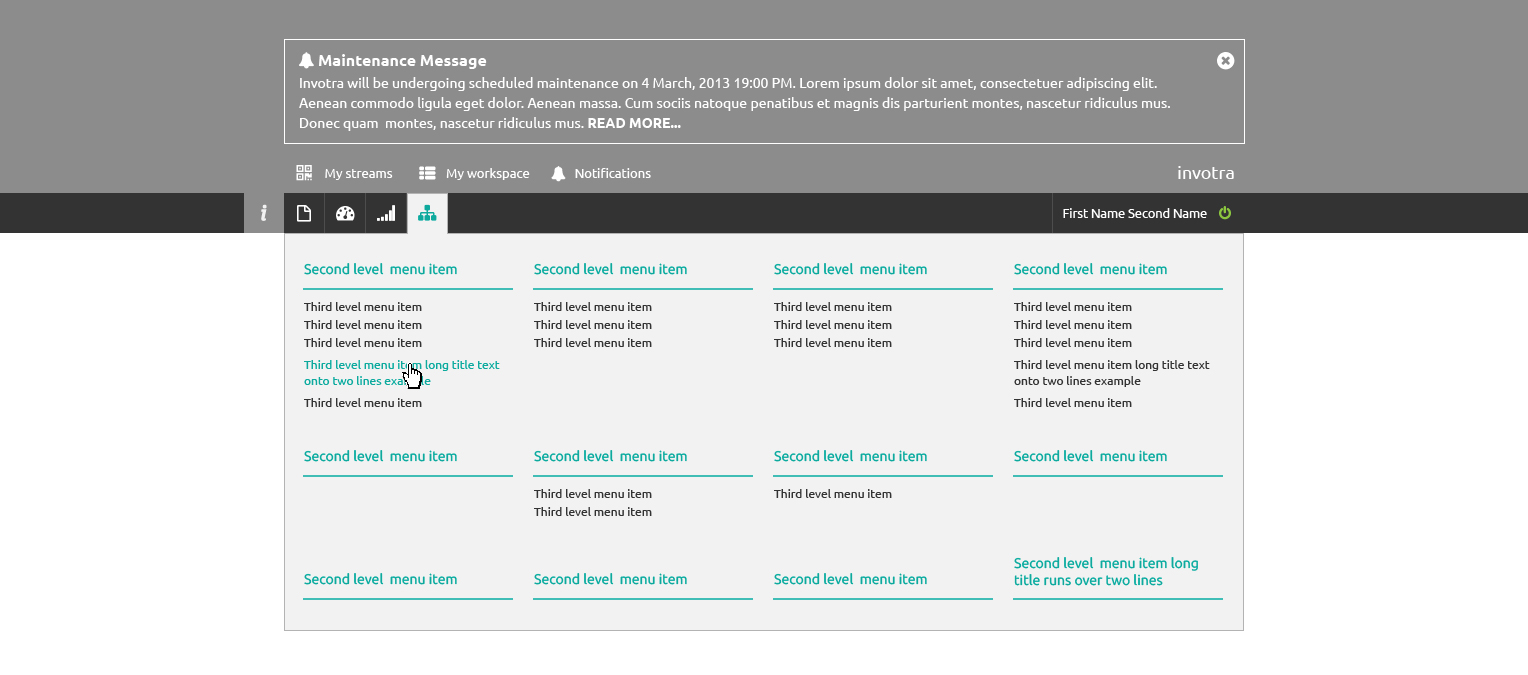 Maintenance Message
Invotra will be undergoing scheduled maintenance on 4 March, 2013 19:00 PM. Lorem ipsum dolor sit amet, consectetuer adipiscing elit.
Aenean commodo ligula eget dolor. Aenean massa. Cum sociis natoque penatibus et magnis dis parturient montes, nascetur ridiculus mus.
Donec quam  montes, nascetur ridiculus mus. READ MORE...
My streams My workspace Notifications invotra
i First Name Second Name
Second level  menu item
Third level menu item
Third level menu item
Third level menu item
Third level menu item long title text
onto two lines example
Third level menu item
Second level  menu item
Third level menu item
Third level menu item
Third level menu item
Second level  menu item
Third level menu item
Third level menu item
Third level menu item
Second level  menu item
Third level menu item
Third level menu item
Third level menu item
Third level menu item long title text
onto two lines example
Third level menu item
Second level  menu item
Second level  menu item
Third level menu item
Third level menu item
Second level  menu item
Third level menu item
Second level  menu item
Second level  menu item
Second level  menu item
Second level  menu item
Second level  menu item long
title runs over two lines